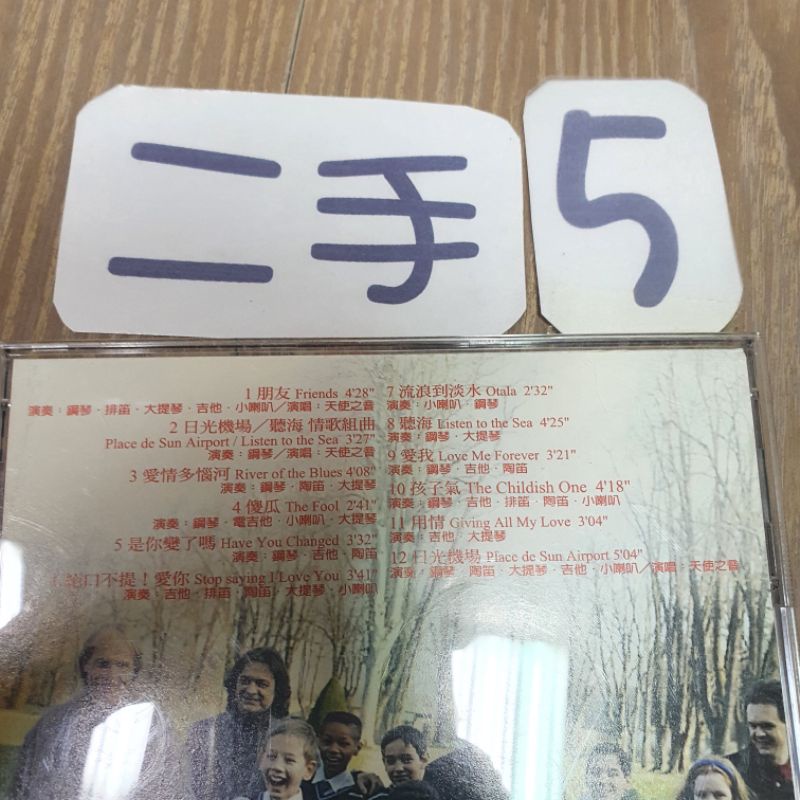 二手
5
1 朋友 Friends 4'28"
演奏：鋼琴．排笛．大提琴．吉他．小喇叭／演唱：天使之音
2 日光機場／聽海 情歌組曲
Place de Sun Airport / Listen to the Sea 3'27"
演奏：鋼琴／演唱：天使之音
3 愛情多惱河 River of the Blues 4'08"
演奏：鋼琴．陶笛．大提琴
4 傻瓜 The Fool 2'41"
演奏：鋼琴．電吉他．小喇叭．大提琴
5 是你變了嗎 Have You Changed 3'32"
演奏：鋼琴．吉他．陶笛
口不提！愛你 Stop saying I Love You 3'41"
演奏：吉他．排笛．陶笛．大提琴．小喇叭
7 流浪到淡水 Otala 2'32"
演奏：小喇叭．鋼琴
8 聽海 Listen to the Sea 4'25"
演奏：鋼琴．大提琴
9 愛我 Love Me Forever 3'21"
演奏：鋼琴．吉他．陶笛
10 孩子氣 The Childish One 4'18"
演奏：鋼琴．吉他．排笛．陶笛．小喇叭
11 用情 Giving All My Love 3'04"
演奏：吉他．大提琴
12 日光機場 Place de Sun Airport 5'04"
演奏：鋼琴．陶笛．大提琴．吉他．小喇叭／演唱：天使之音